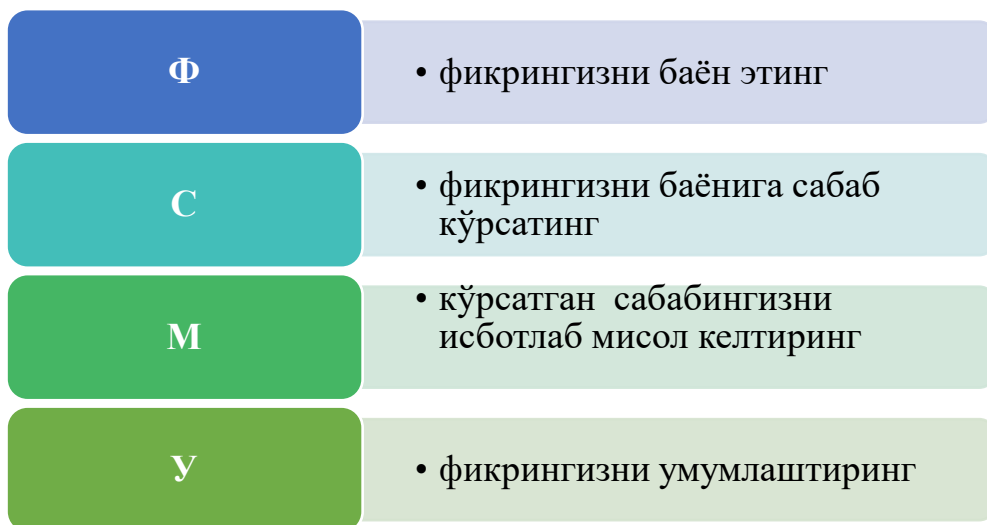 Ф
• фикрингизни баён этинг
С
• фикрингизни баёнига сабаб
кўрсатинг
М
• кўрсатган сабабингизни
исботлаб мисол келтиринг
У
• фикрингизни умумлаштиринг